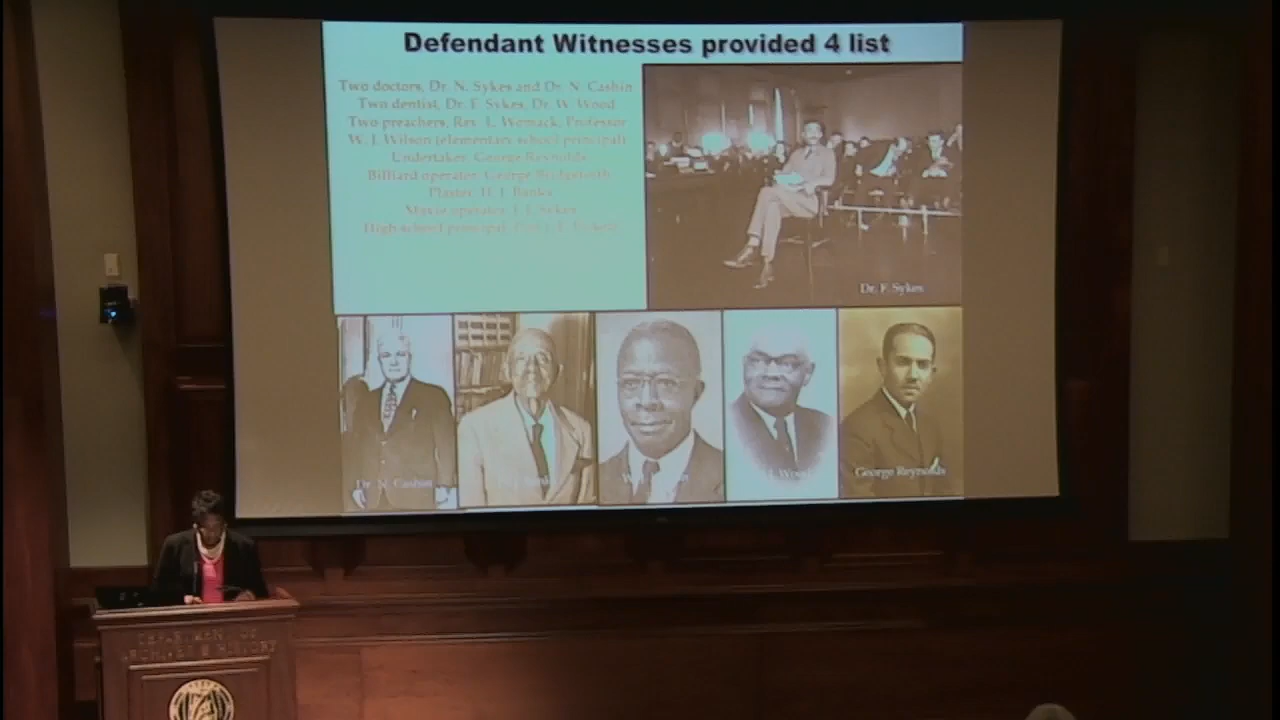 Defendant Witnesses provided 4 list
Two doctors, Dr. N. Sykes and Dr. N. Cashin
Two dentist, Dr. F. Sykes, Dr. W. Wood
Two preachers, Rev. L. Womack, Professor
W. J. Wilson (elementary school principal)
Undertaker, George Reynolds
Billiard operator, George
Plaster, H. J. Banks
operator, Sykes
High school principal,
Dr. F. Sykes
Dr. N. Cashin
Wood
George Reynolds
DEPARTMENT OF
ARCHIVES & HISTORY